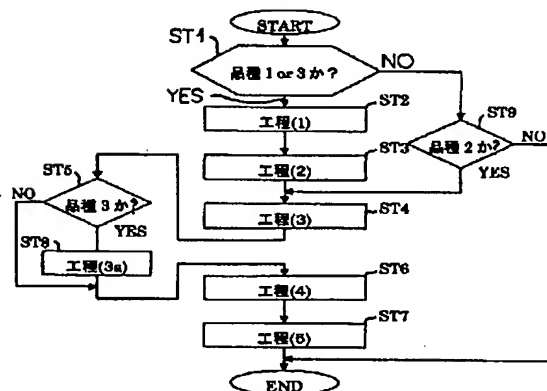 START
ST1
品種1or3か?
NO
YES
ST2
工程(1)
ST9
品種2か?
NO
YES
ST3
工程(2)
ST5
NO
品種3か?
YES
ST4
工程(3)
ST8
工程(3a)
ST6
工程(4)
ST7
工程(5)
END